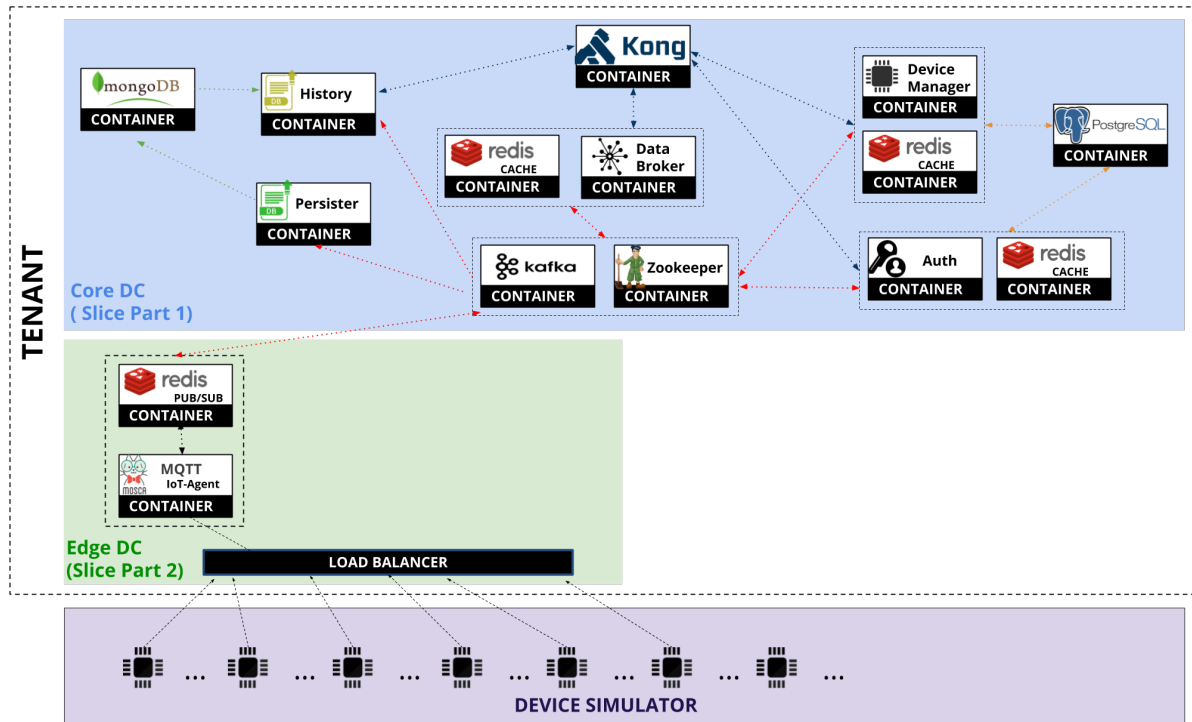 TENANT
mongoDB
CONTAINER
DB
History
CONTAINER
Kong
CONTAINER
Device
Manager
CONTAINER
redis
CACHE
CONTAINER
PostgreSQL
CONTAINER
redis
CACHE
CONTAINER
Data
Broker
CONTAINER
DB
Persister
CONTAINER
kafka
CONTAINER
Zookeeper
CONTAINER
Auth
CONTAINER
redis
CACHE
CONTAINER
Core DC
( Slice Part 1)
redis
PUB/SUB
CONTAINER
MOSCA
MQTT
IoT-Agent
CONTAINER
Edge DC
(Slice Part 2)
LOAD BALANCER
... ... ... ... ... ... ...
DEVICE SIMULATOR